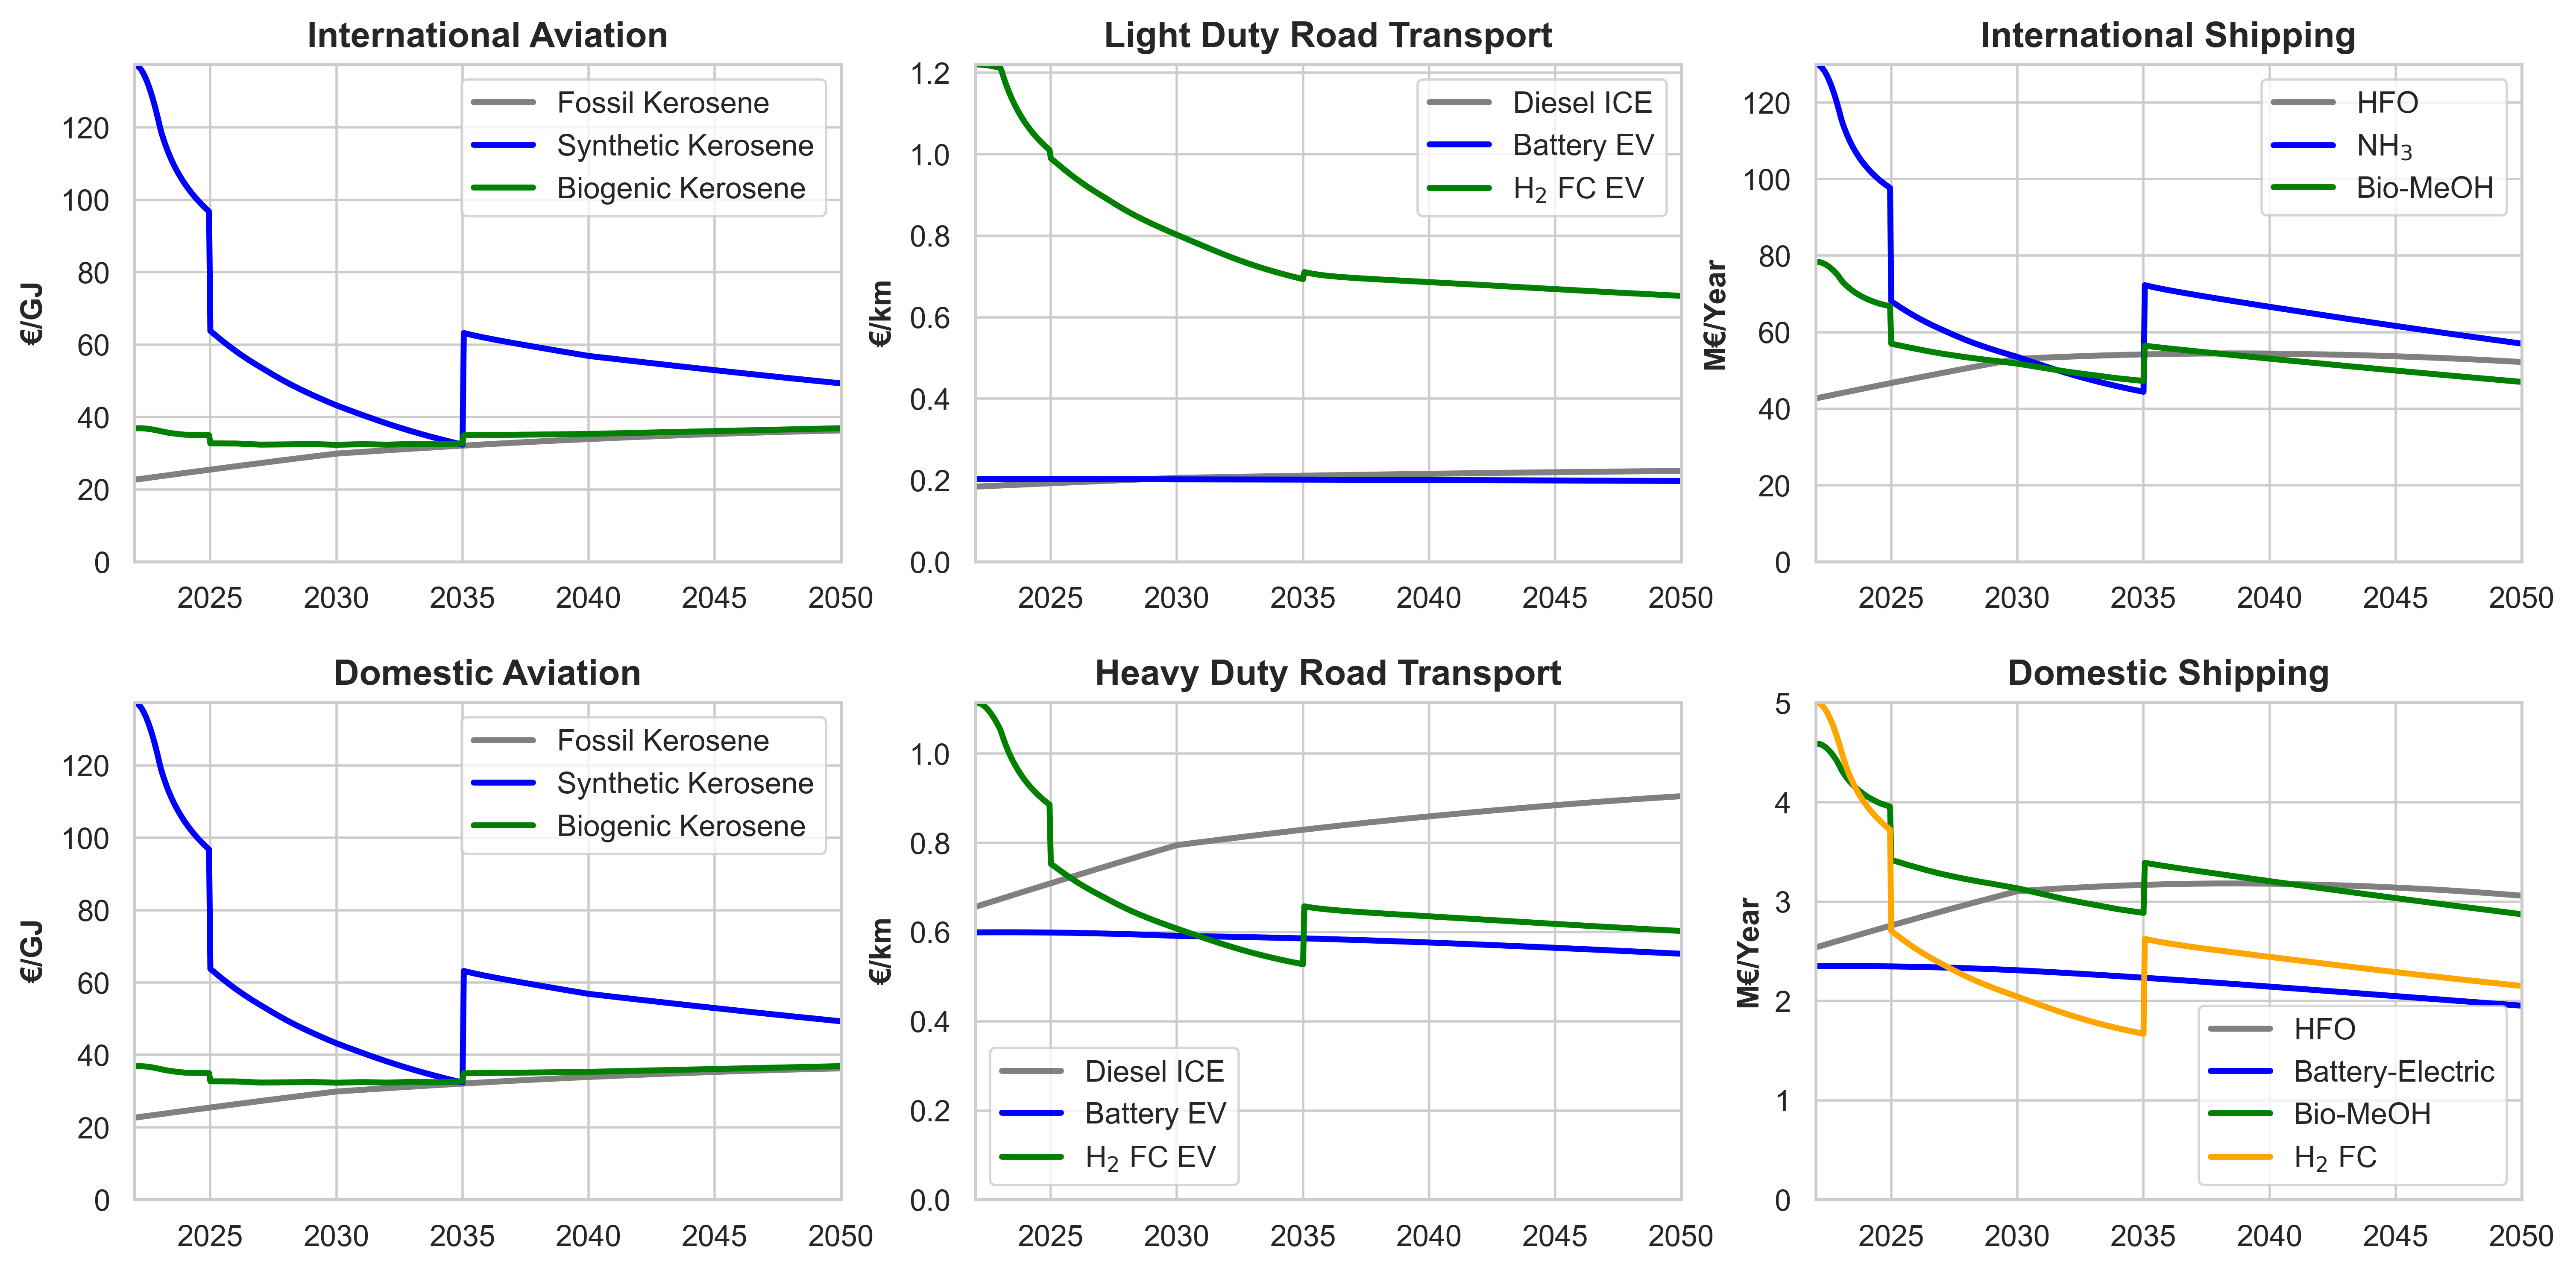 International Aviation
€/GJ
120
100
80
60
40
20
0
2025 2030 2035 2040 2045 2050
Fossil Kerosene
Synthetic Kerosene
Biogenic Kerosene
Light Duty Road Transport
€/km
1.2
1.0
0.8
0.6
0.4
0.2
0.0
2025 2030 2035 2040 2045 2050
Diesel ICE
Battery EV
H₂ FC EV
International Shipping
M€/Year
120
100
80
60
40
20
0
2025 2030 2035 2040 2045 2050
HFO
NH₃
Bio-MeOH
Domestic Aviation
€/GJ
120
100
80
60
40
20
0
2025 2030 2035 2040 2045 2050
Fossil Kerosene
Synthetic Kerosene
Biogenic Kerosene
Heavy Duty Road Transport
€/km
1.0
0.8
0.6
0.4
0.2
0.0
2025 2030 2035 2040 2045 2050
Diesel ICE
Battery EV
H₂ FC EV
Domestic Shipping
M€/Year
5
4
3
2
1
0
2025 2030 2035 2040 2045 2050
HFO
Battery-Electric
Bio-MeOH
H₂ FC